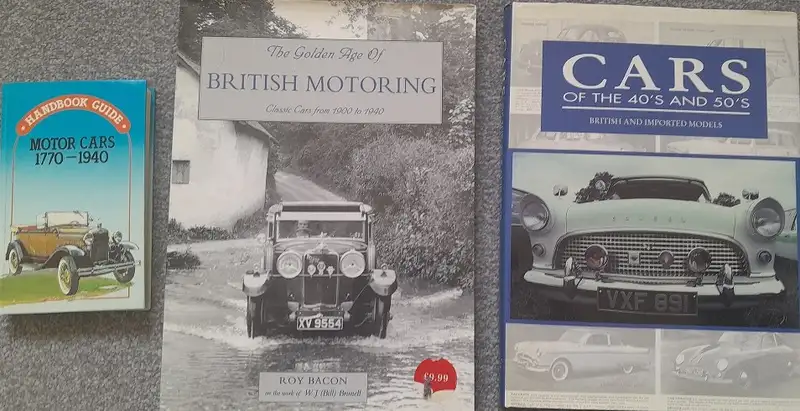 HANDBOOK GUIDE
MOTOR CARS
1770-1940
The Golden Age Of
BRITISH MOTORING
Classic Cars from 1900 to 1940
XV 9554
ROY BACON
on the work of W J (Bill) Brunell
£9.99
CARS
OF THE 40'S AND 50'S
BRITISH AND IMPORTED MODELS
VXF 891